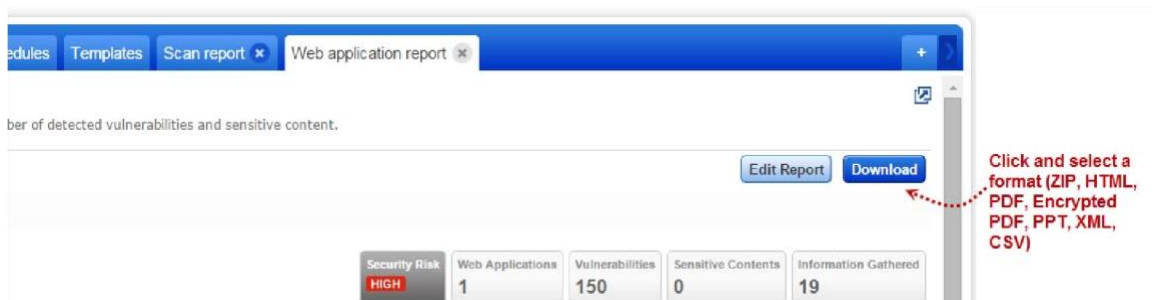 edules Templates Scan report Web application report +
ber of detected vulnerabilities and sensitive content.
Edit Report Download
Click and select a
format (ZIP, HTML,
PDF, Encrypted
PDF, PPT, XML,
CSV)
Security Risk Web Applications Vulnerabilities Sensitive Contents Information Gathered
HIGH 1 150 0 19